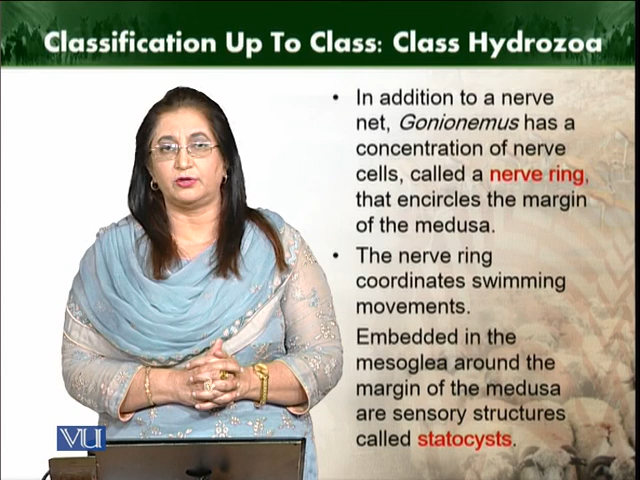 Classification Up To Class: Class Hydrozoa
• In addition to a nerve
net, Gonionemus has a
concentration of nerve
cells, called a nerve ring,
that encircles the margin
of the medusa.
• The nerve ring
coordinates swimming
movements.
Embedded in the
mesoglea around the
margin of the medusa
are sensory structures
called statocysts.
VU